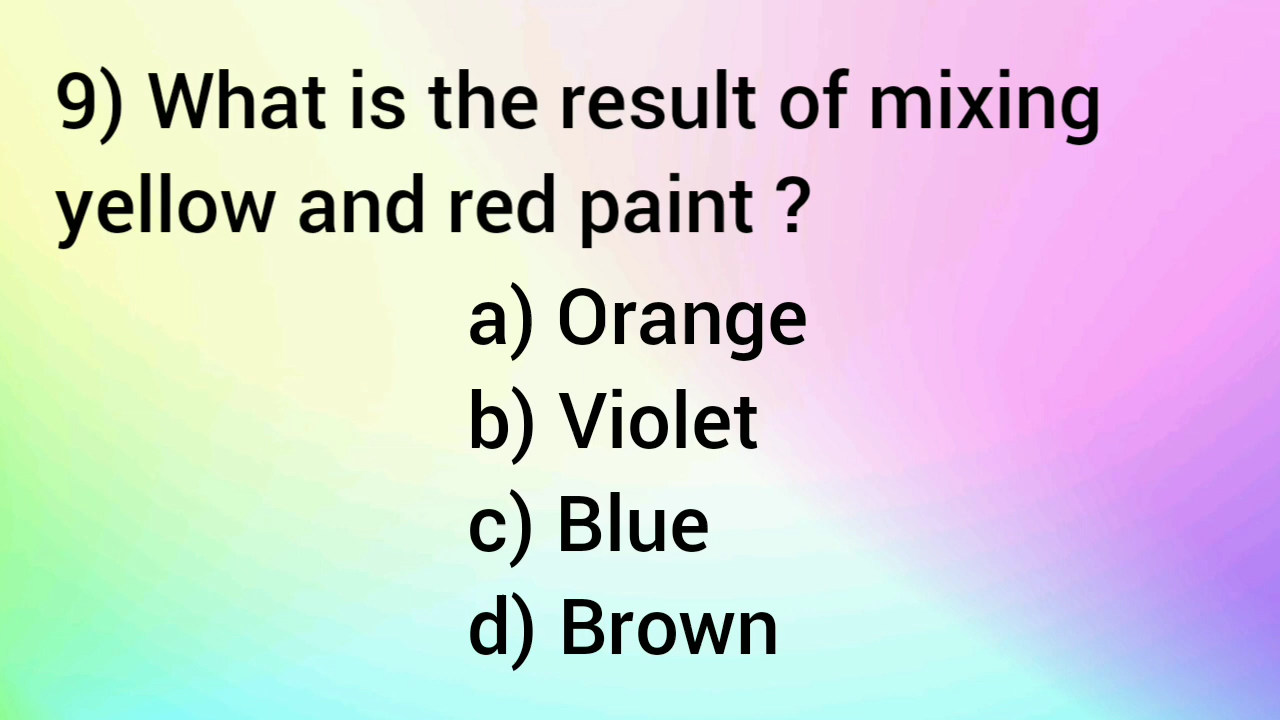 9) What is the result of mixing
yellow and red paint ?
a) Orange
b) Violet
c) Blue
d) Brown